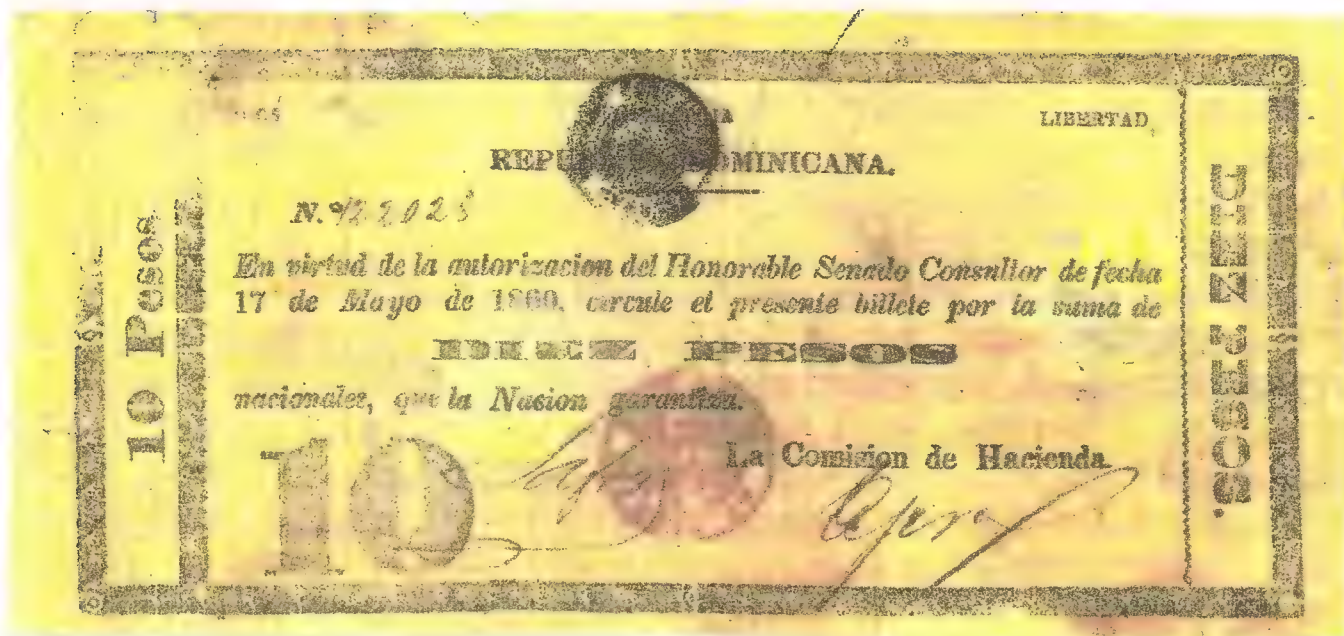 LIBERTAD
REPU DOMINICANA.
En virtud de la autorizacion del Honorable Senado Consultor de fecha
17 de Mayo de 1860, circule el presente billete por la suma de
DIEZ PESOS
nacionales, que la Nacion garantiza.
10
La Comision de Hacienda
10 Pesos
DIEZ PESOS.